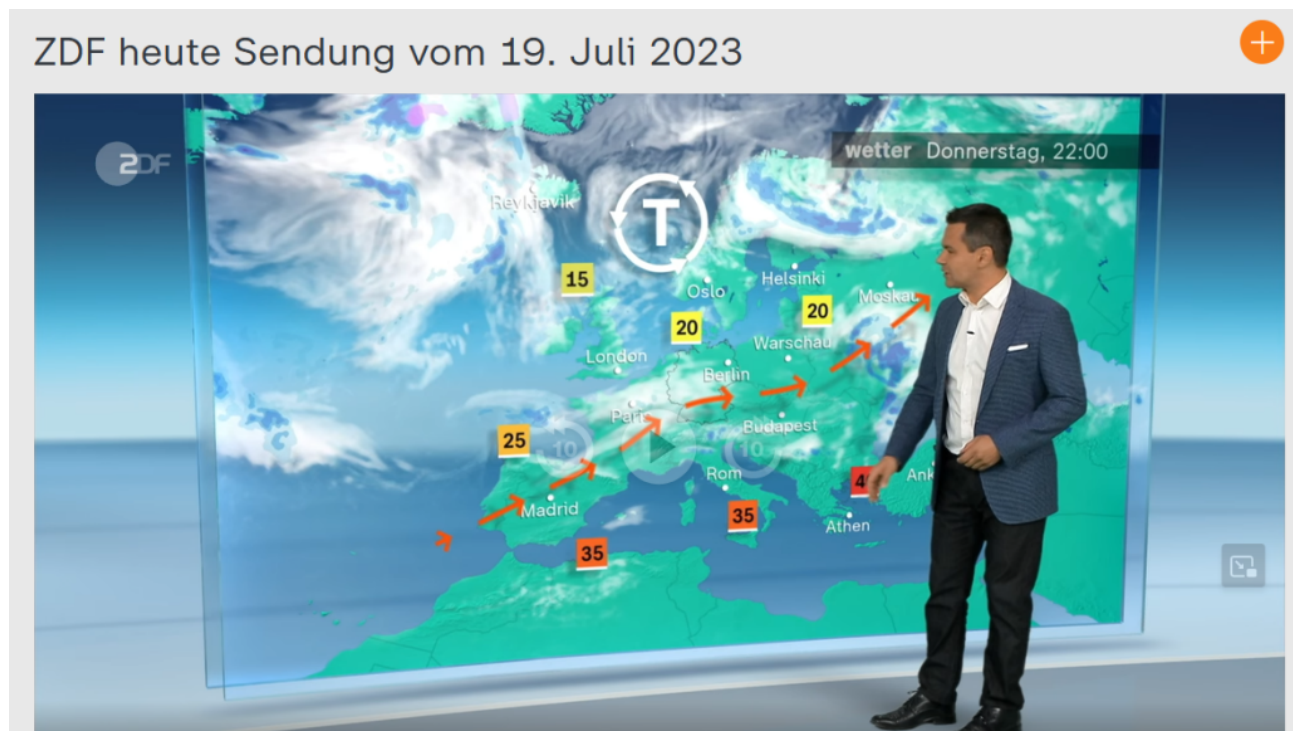 ZDF heute Sendung vom 19. Juli 2023
ZDF
wetter Donnerstag, 22:00
Reykjavik
T
15
Oslo
Helsinki
Moskau
20
20
Warschau
London
Berlin
Paris
Budapest
25
10
10
Rom
Madrid
35
Athen
35